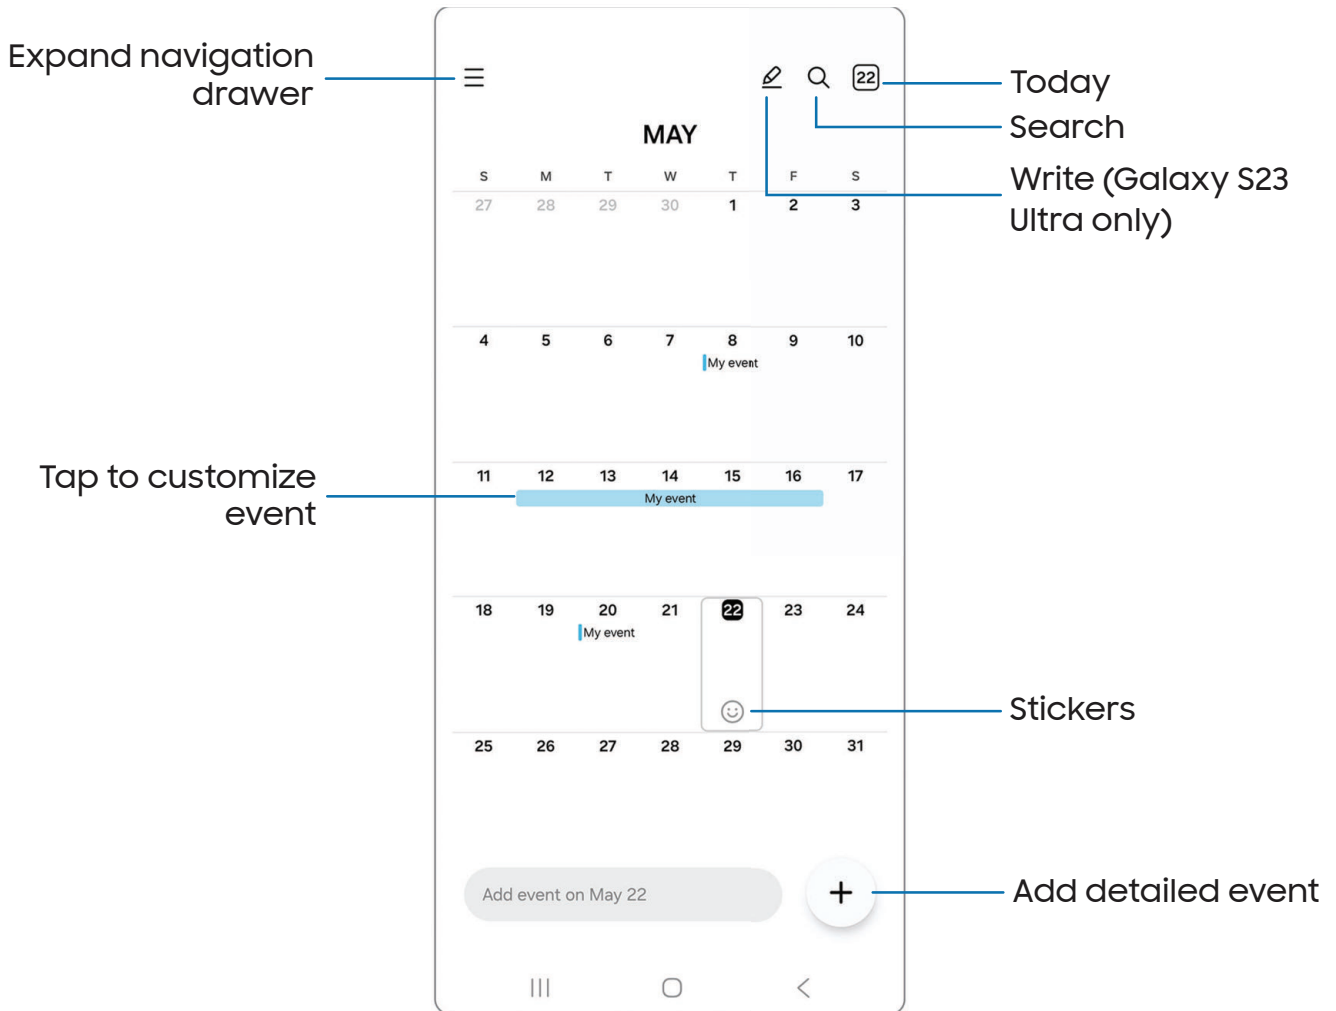 Expand navigation
drawer
22
Today
Search
Write (Galaxy S23
Ultra only)
MAY
S M T W T F S
27 28 29 30 1 2 3
4 5 6 7 8 9 10
My event
Tap to customize
event
11 12 13 14 15 16 17
My event
18 19 20 21 22 23 24
My event
Stickers
25 26 27 28 29 30 31
Add event on May 22
Add detailed event